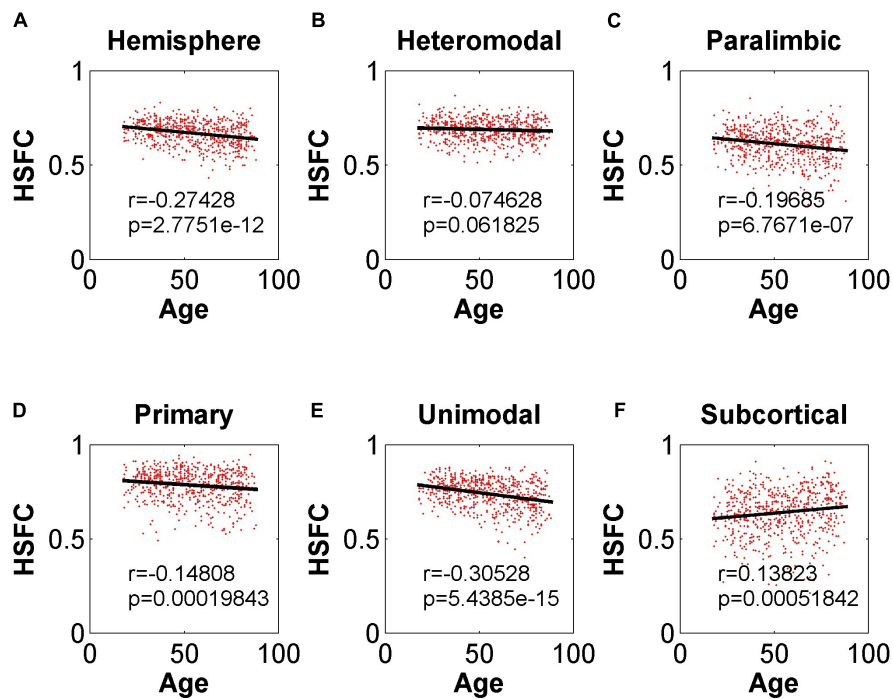 A
Hemisphere
1
0.5
0
HSFC
r=-0.27428
p=2.7751e-12
0 50 100
Age
B
Heteromodal
1
0.5
0
HSFC
r=-0.074628
p=0.061825
0 50 100
Age
C
Paralimbic
1
0.5
0
HSFC
r=-0.19685
p=6.7671e-07
0 50 100
Age
D
Primary
1
0.5
0
HSFC
r=-0.14808
p=0.00019843
0 50 100
Age
E
Unimodal
1
0.5
0
HSFC
r=-0.30528
p=5.4385e-15
0 50 100
Age
F
Subcortical
1
0.5
0
HSFC
r=0.13823
p=0.00051842
0 50 100
Age